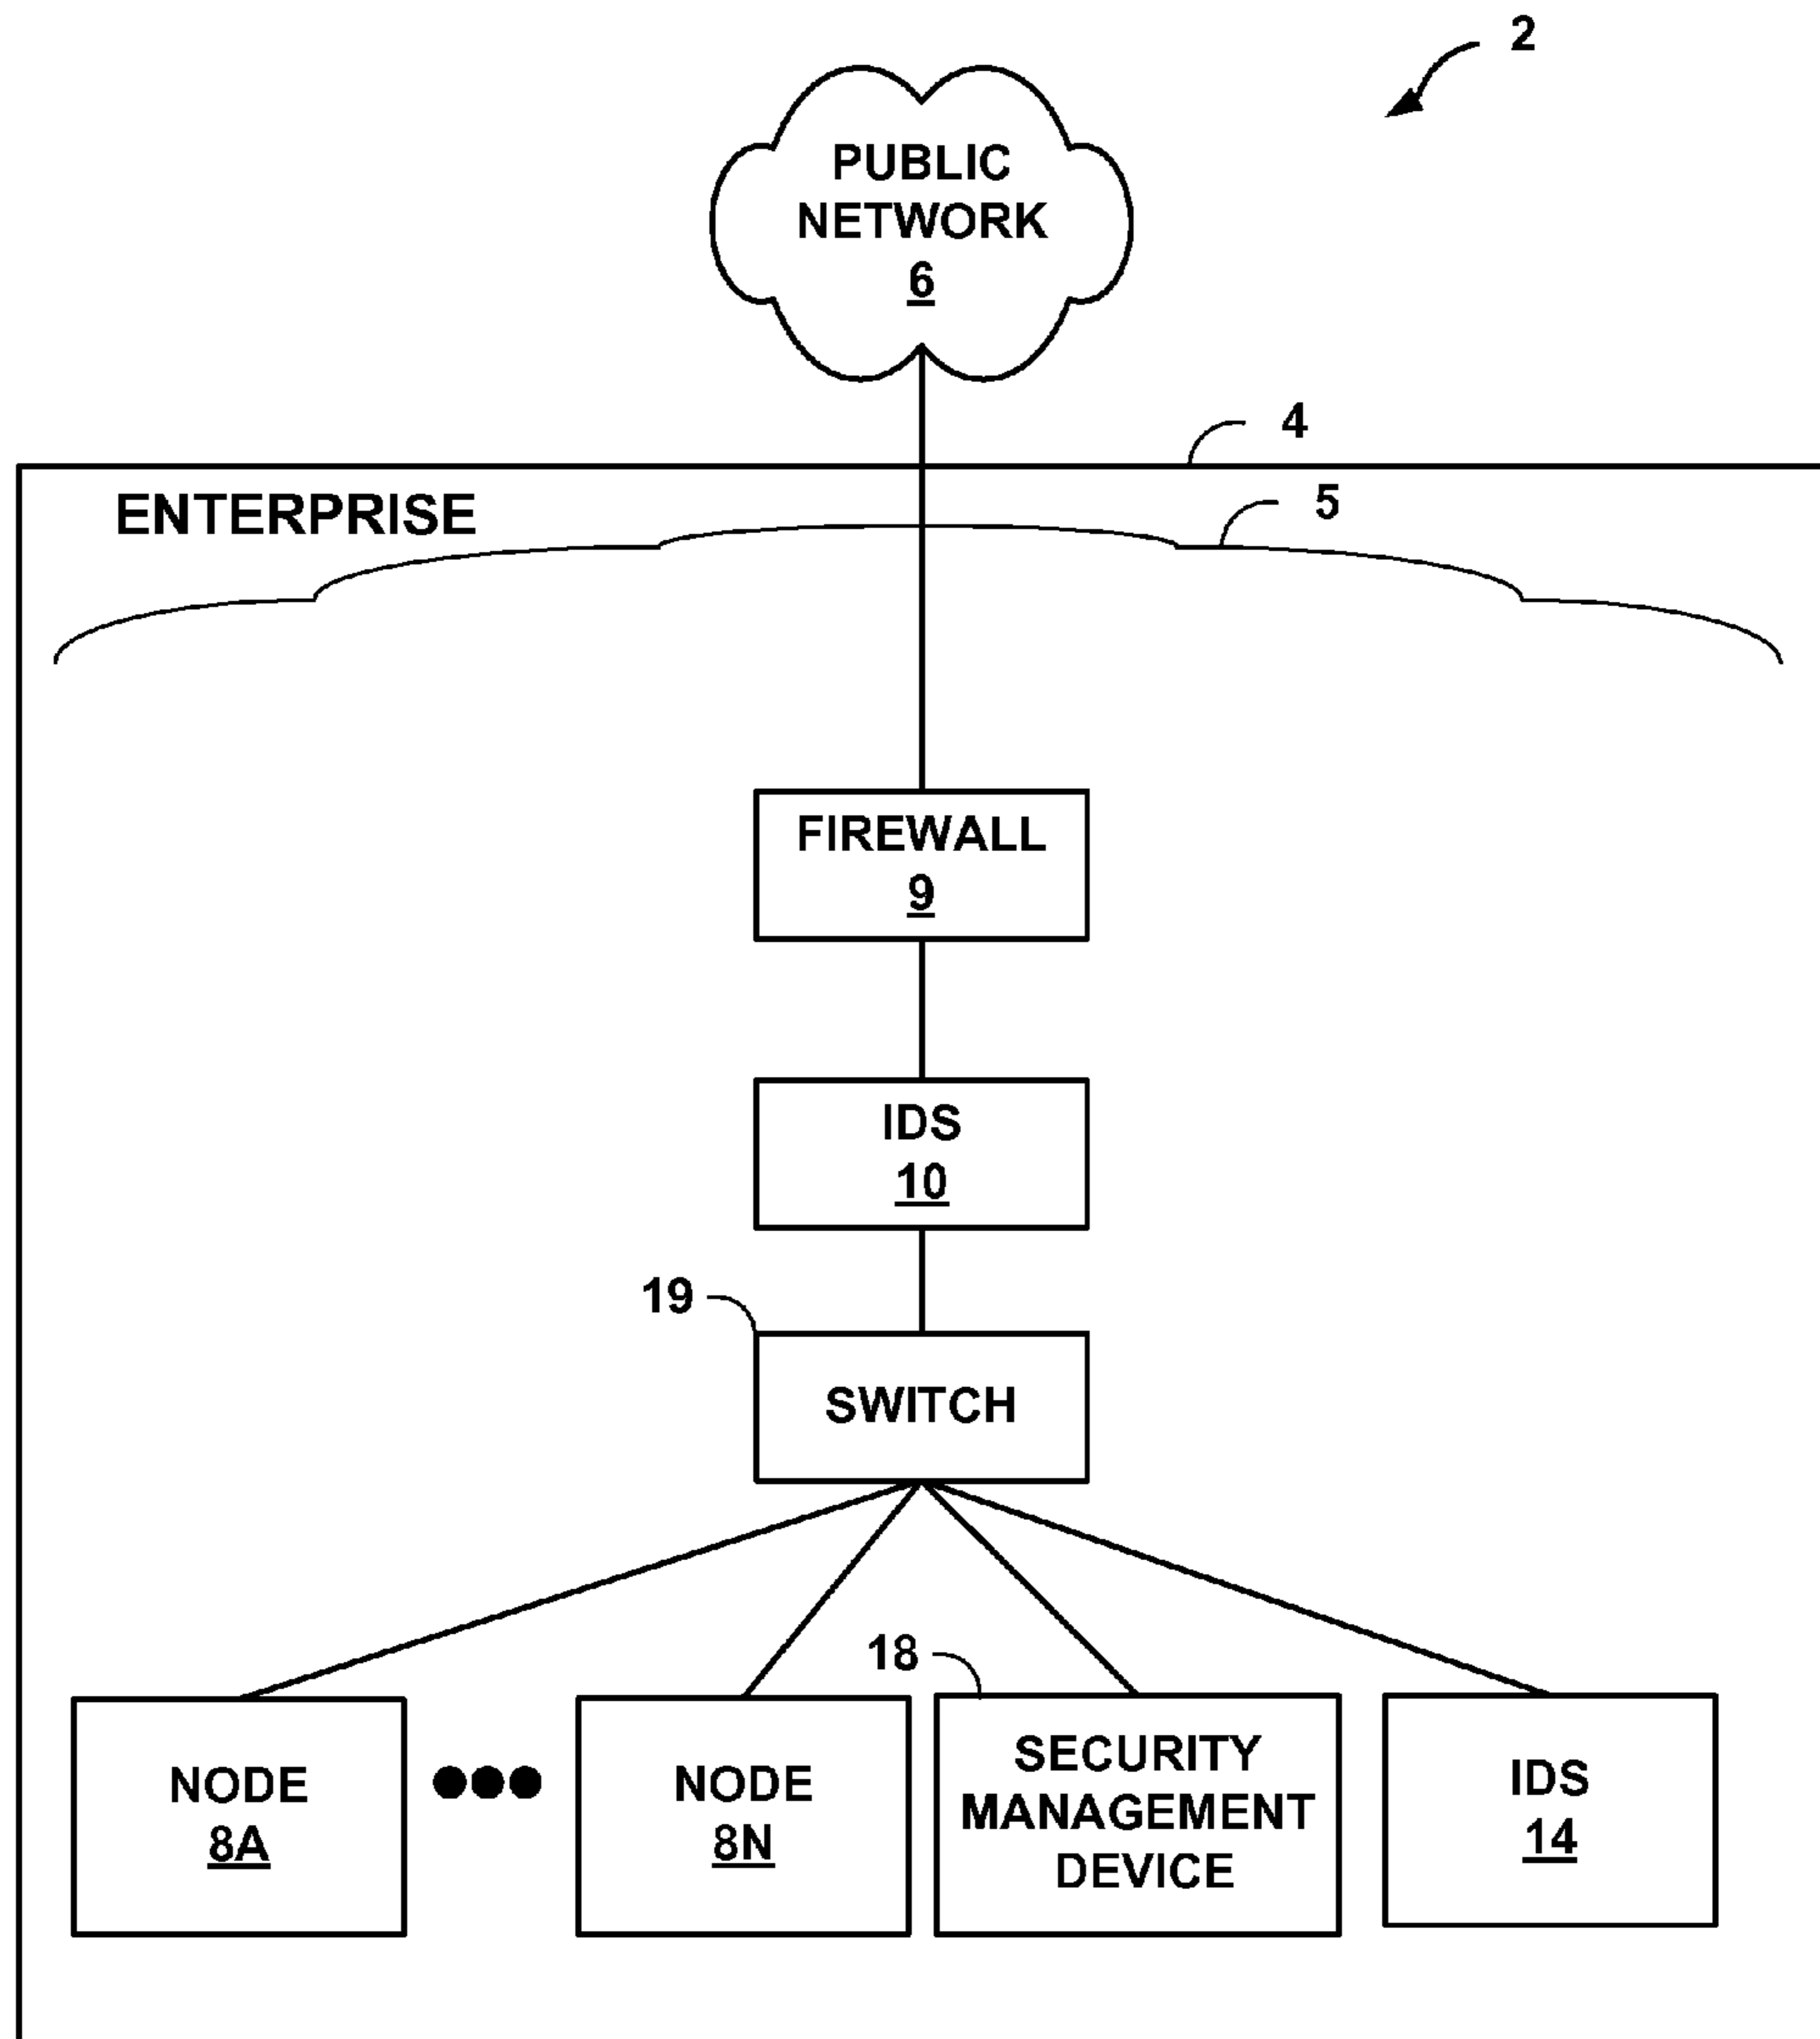 2
PUBLIC
NETWORK
6
4
ENTERPRISE
5
FIREWALL
9
IDS
10
19
SWITCH
18
NODE
8A
NODE
8N
SECURITY
MANAGEMENT
DEVICE
IDS
14